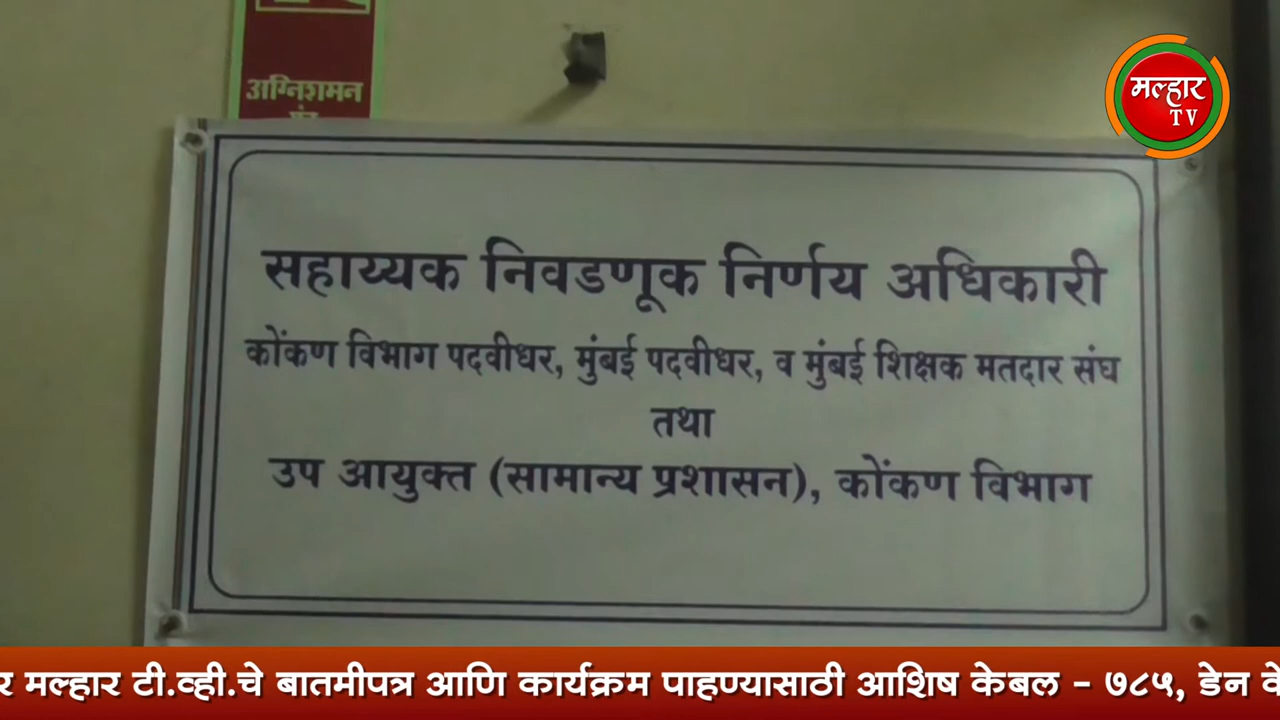 अग्निशमन
मल्हार
TV
सहाय्यक निवडणूक निर्णय अधिकारी
कोंकण विभाग पदवीधर, मुंबई पदवीधर, व मुंबई शिक्षक मतदार संघ
तथा
उप आयुक्त (सामान्य प्रशासन), कोंकण विभाग
र मल्हार टी.व्ही.चे बातमीपत्र आणि कार्यक्रम पाहण्यासाठी आशिष केबल - ७८५, डेन के